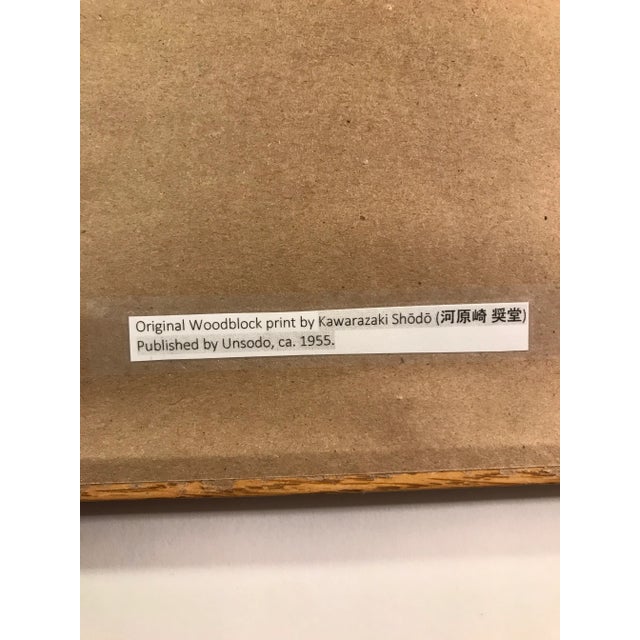 Original Woodblock print by Kawarazaki Shōdō (河原崎 奨堂)
Published by Unsodo, ca. 1955.